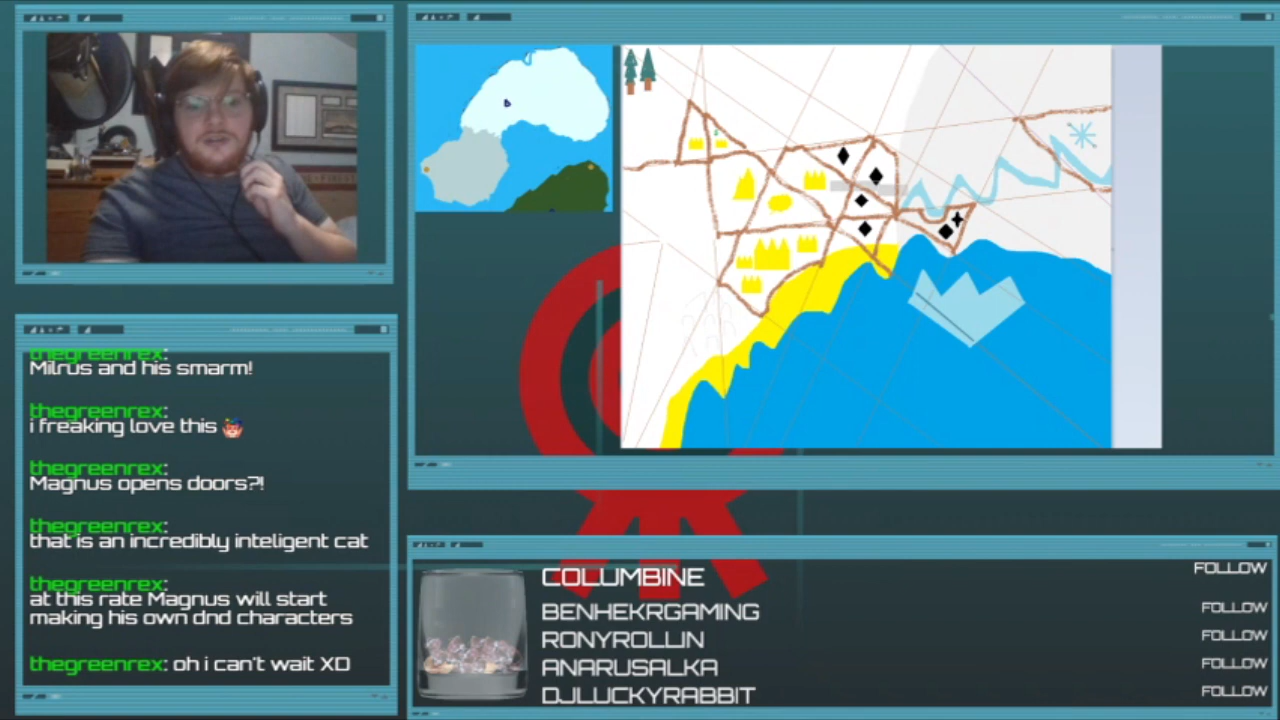 thegreenrex:
Milrus and his smarm!
thegreenrex:
i freaking love this
thegreenrex:
Magnus opens doors?!
thegreenrex:
that is an incredibly inteligent cat
thegreenrex:
at this rate Magnus will start
making his own dnd characters
thegreenrex: oh i can't wait XD
COLUMBINE FOLLOW
BENHEKRGAMING FOLLOW
RONYROLLIN FOLLOW
ANARUSALKA FOLLOW
DJLUCKYRABBIT FOLLOW